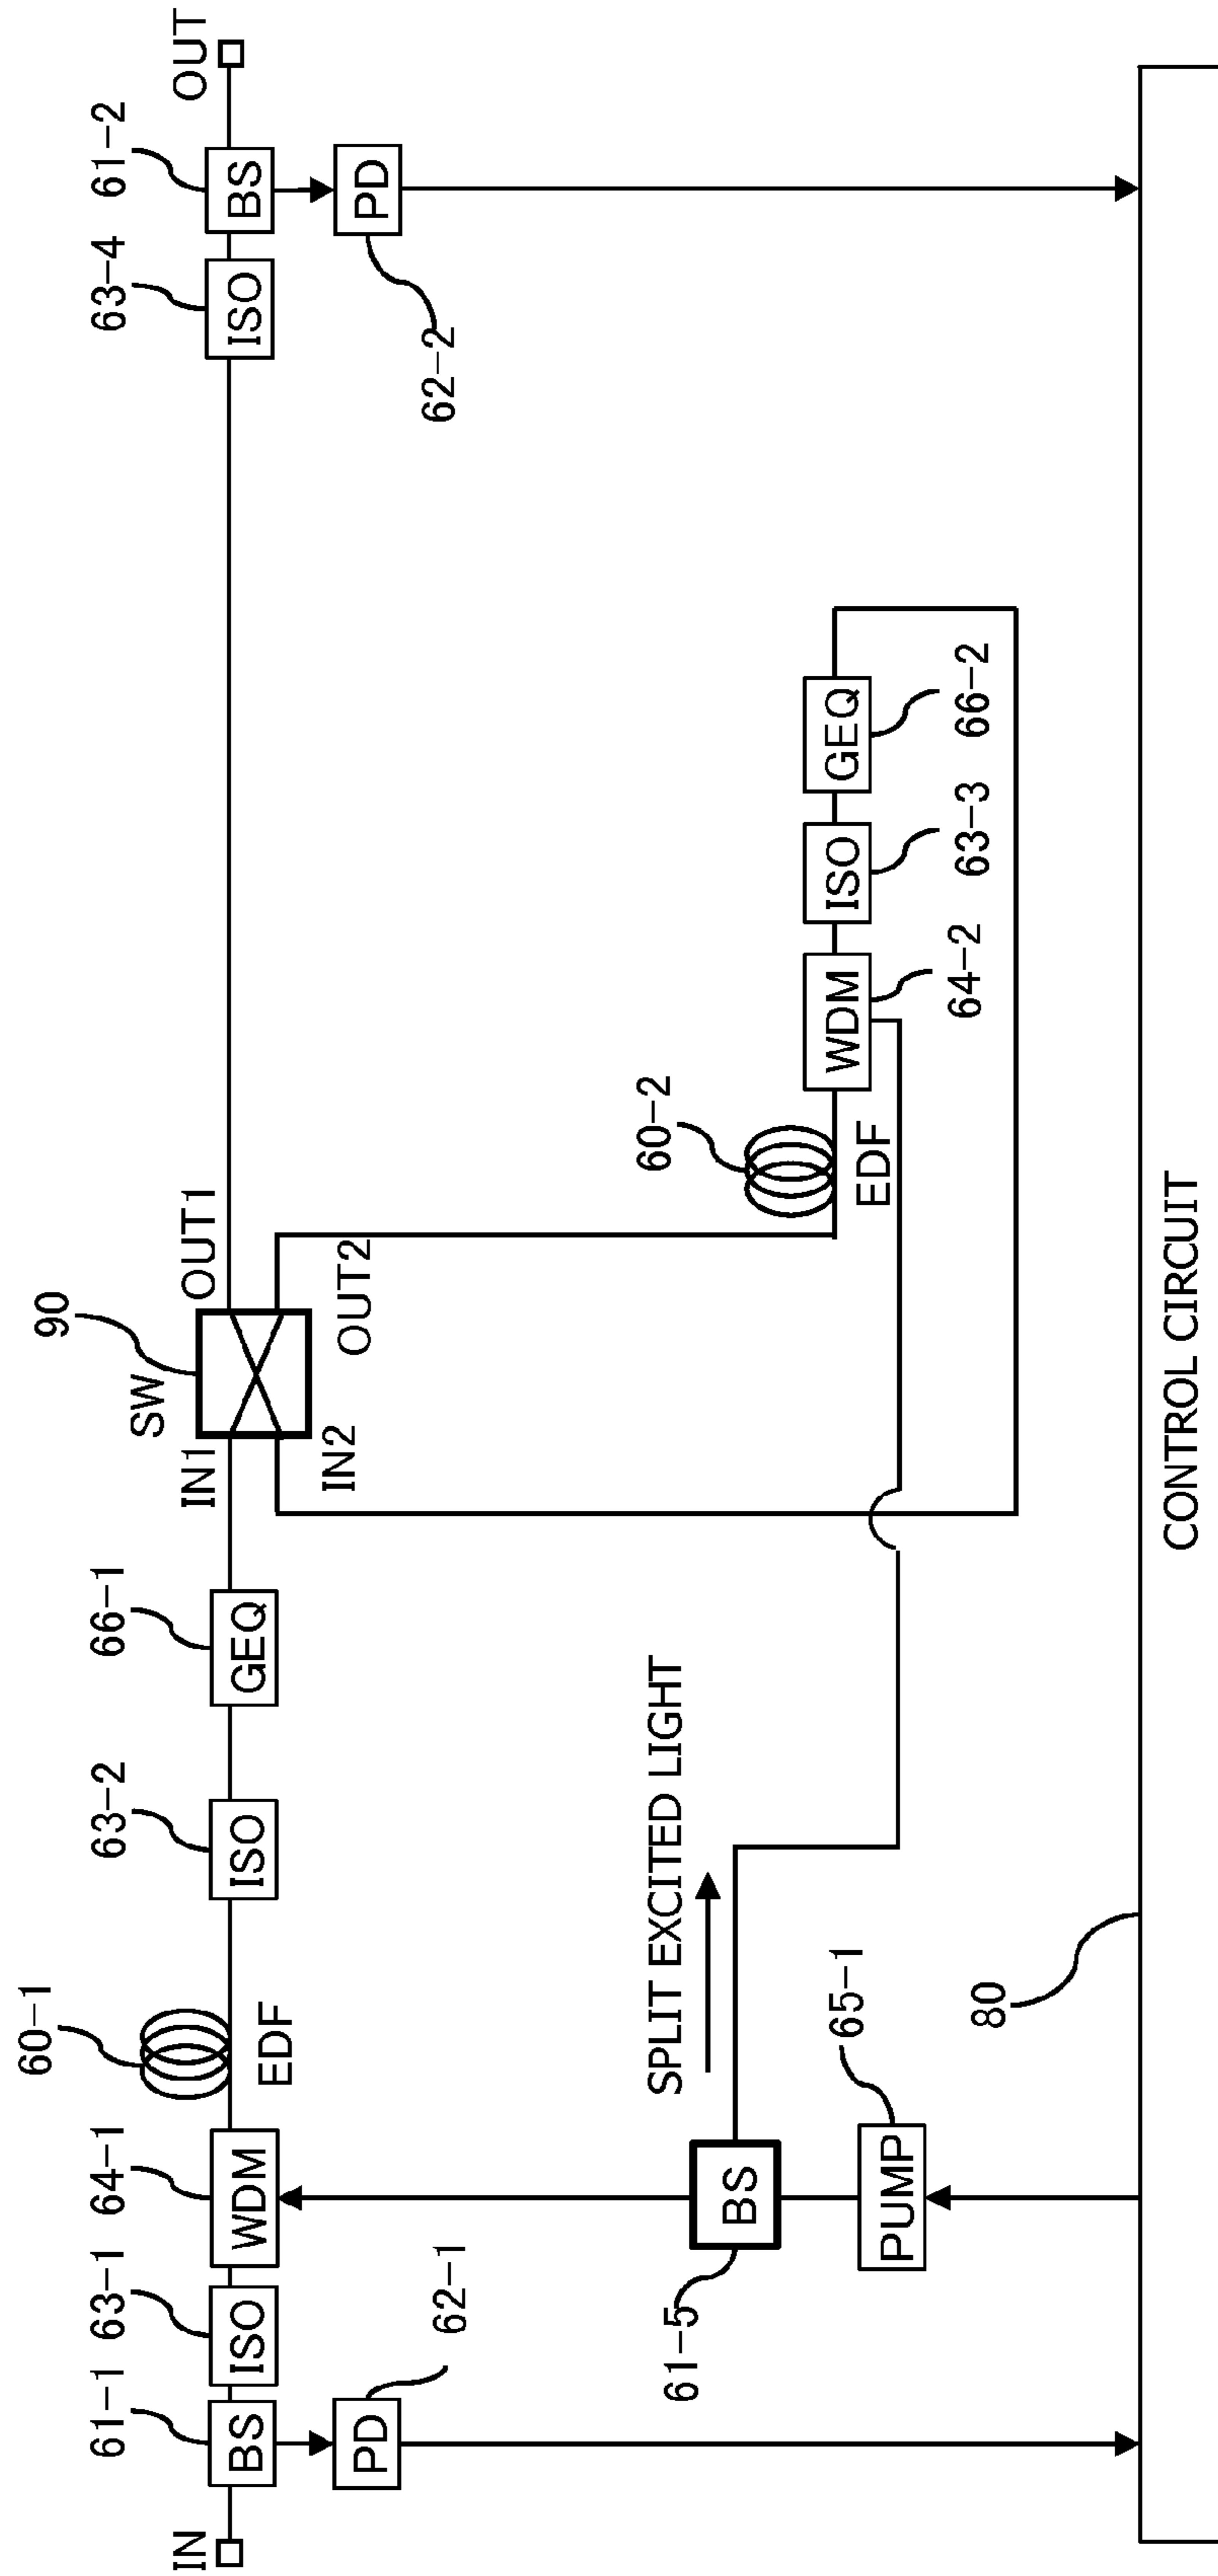 60-1
90
61-1
63-1
64-1
63-2
66-1
63-4
61-2
SW
IN
IN1
OUT1
OUT
BS
ISO
WDM
EDF
ISO
GEQ
ISO
BS
IN2
OUT2
PD
PD
62-1
62-2
SPLIT EXCITED LIGHT
60-2
61-5
BS
65-1
WDM
ISO
GEQ
EDF
PUMP
64-2
63-3
66-2
80
CONTROL CIRCUIT